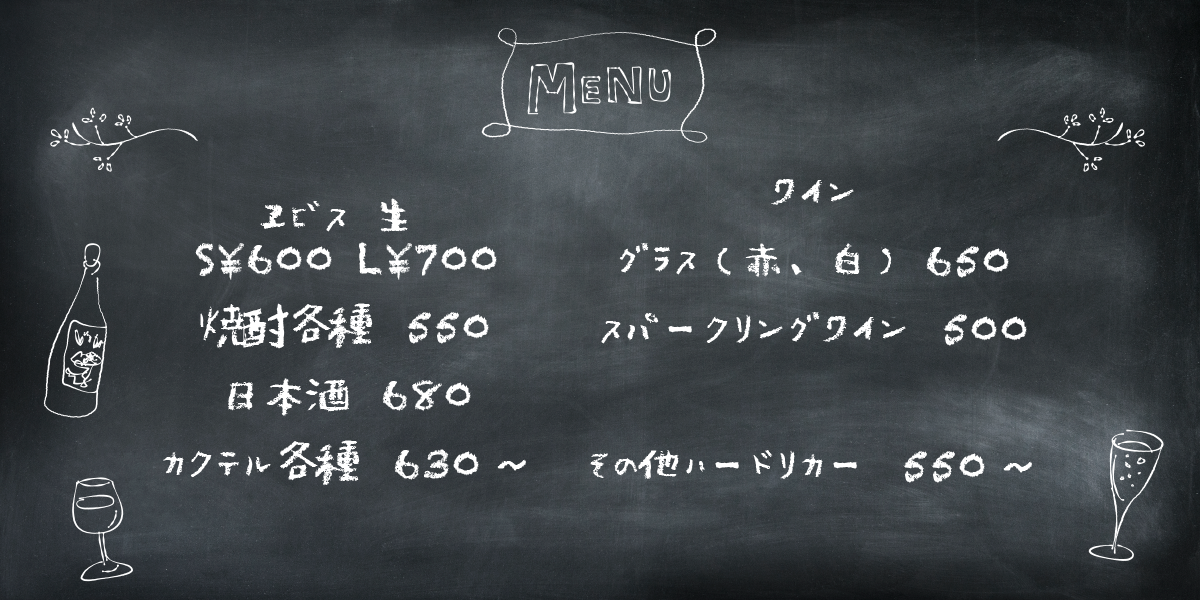 MENU
ヱビス 生
S¥600 L¥700
焼酎各種 550
日本酒 680
カクテル各種 630 ~
ワイン
グラス(赤、白) 650
スパークリングワイン 500
その他ハードリカー 550 ~